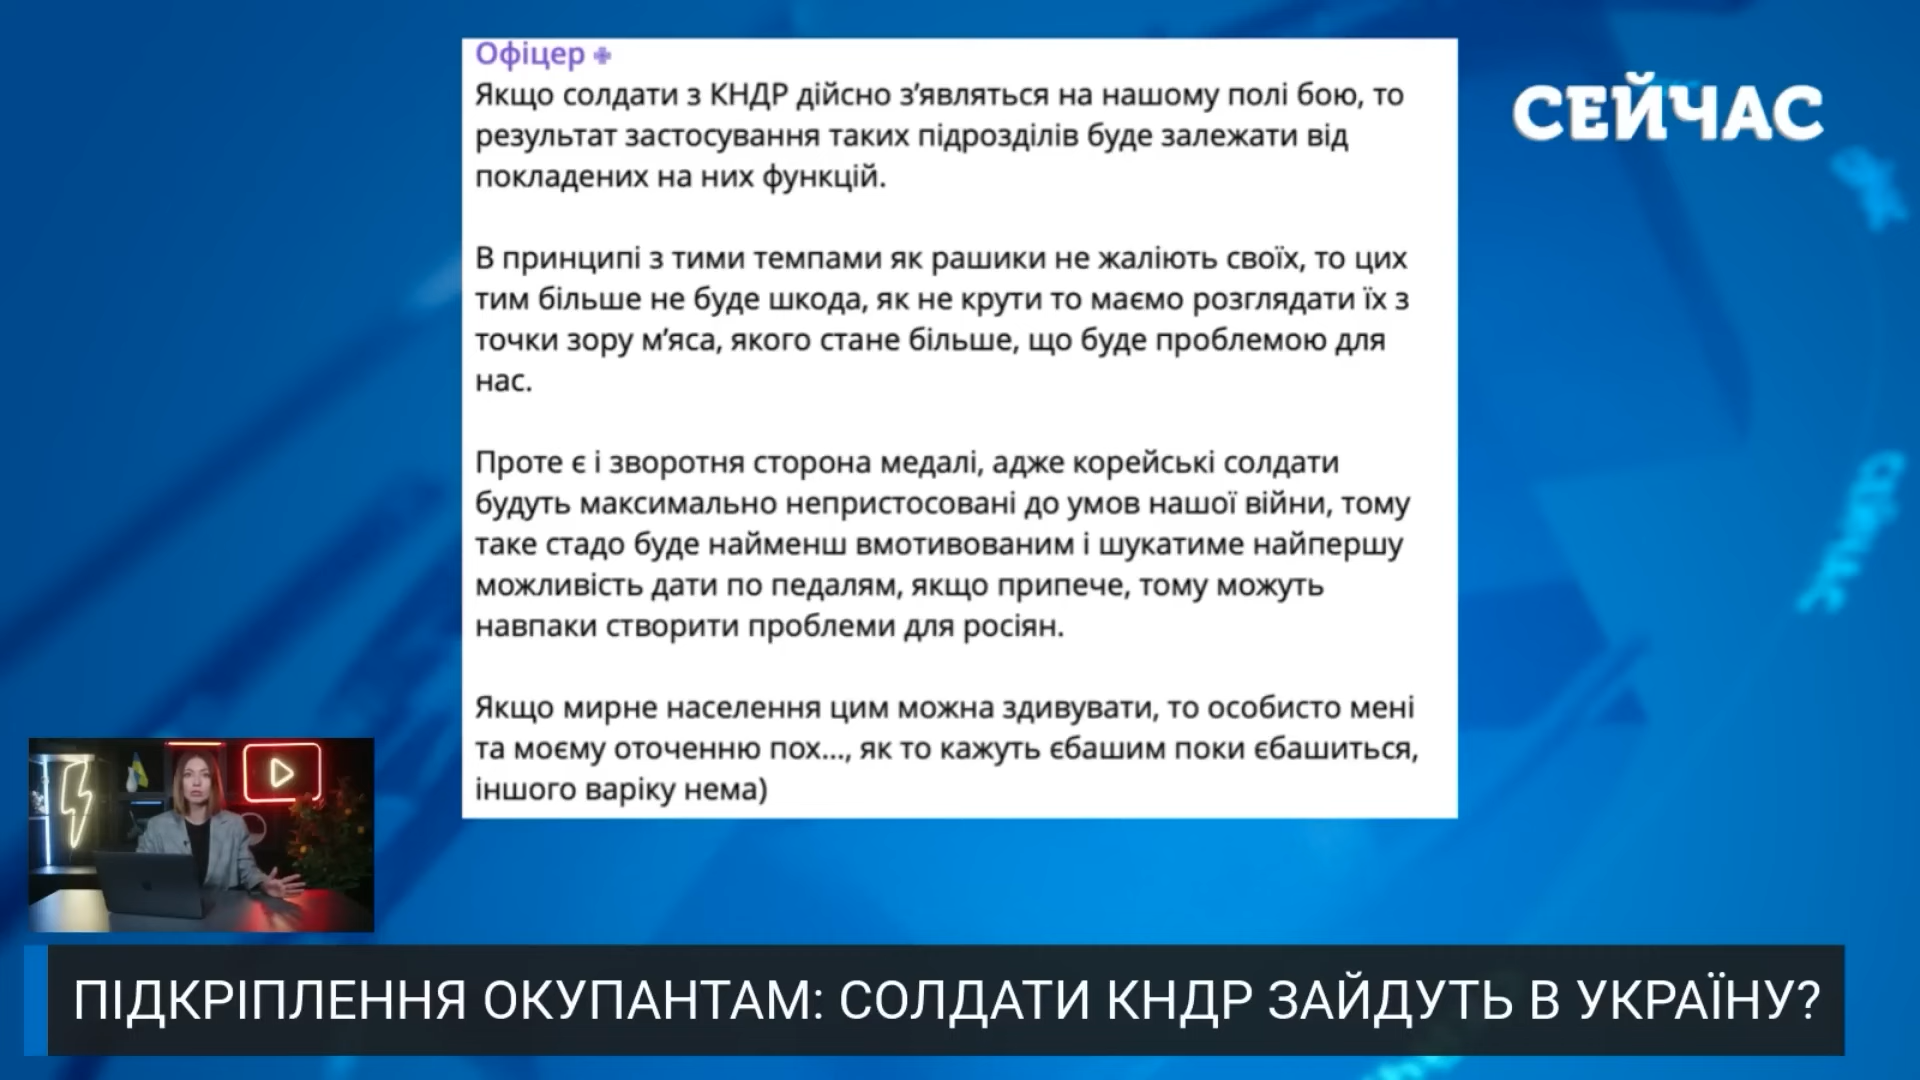 Офіцер
Якщо солдати з КНДР дійсно з’являться на нашому полі бою, то
результат застосування таких підрозділів буде залежати від
покладених на них функцій.
В принципі з тими темпами як рашики не жаліють своїх, то цих
тим більше не буде шкода, як не крути то маємо розглядати їх з
точки зору м’яса, якого стане більше, що буде проблемою для
нас.
Проте є і зворотня сторона медалі, адже корейські солдати
будуть максимально непристосовані до умов нашої війни, тому
таке стадо буде найменш вмотивованим і шукатиме найпершу
можливість дати по педалям, якщо припече, тому можуть
навпаки створити проблеми для росіян.
Якщо мирне населення цим можна здивувати, то особисто мені
та моєму оточенню пох..., як то кажуть єбашим поки єбашиться,
іншого варіку нема)
СЕЙЧАС
ПІДКРІПЛЕННЯ ОКУПАНТАМ: СОЛДАТИ КНДР ЗАЙДУТЬ В УКРАЇНУ?